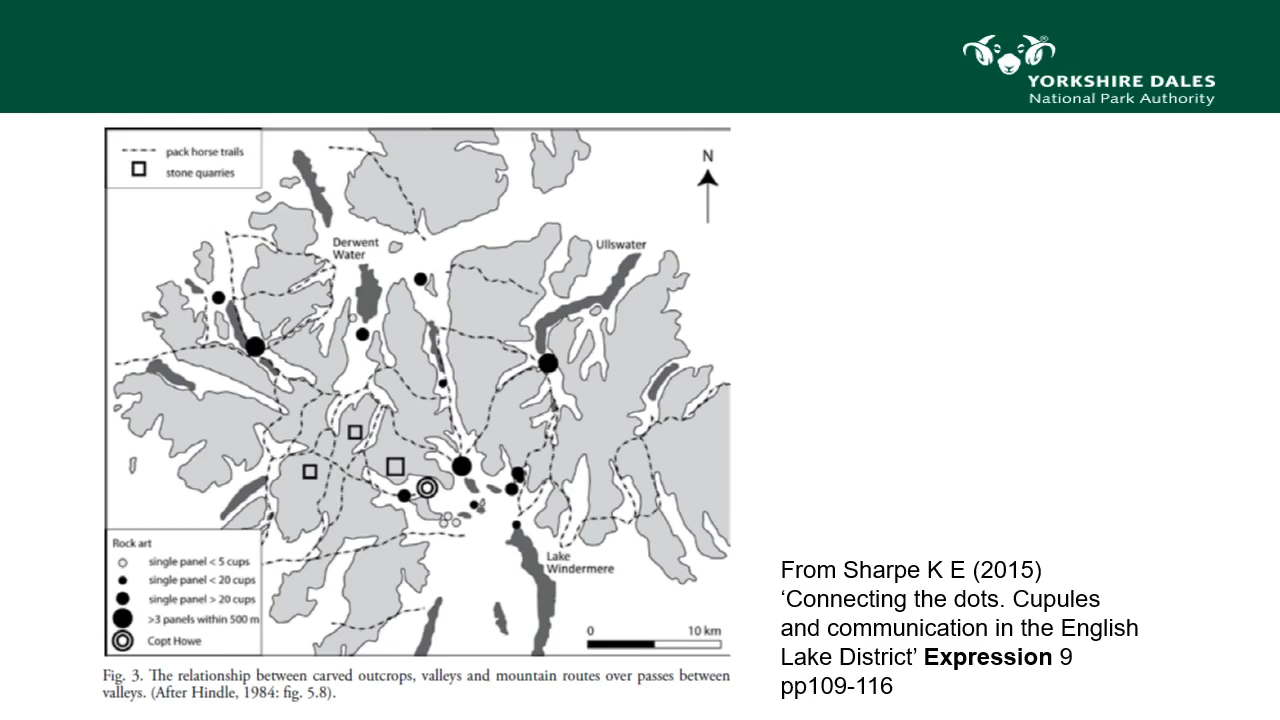 YORKSHIRE DALES
National Park Authority
pack horse trails
stone quarries
N
Derwent
Water
Ullswater
Rock art
single panel < 5 cups
single panel < 20 cups
single panel > 20 cups
>3 panels within 500 m
Copt Howe
Lake
Windermere
0 10 km
Fig. 3. The relationship between carved outcrops, valleys and mountain routes over passes between
valleys. (After Hindle, 1984: fig. 5.8).
From Sharpe K E (2015)
‘Connecting the dots. Cupules
and communication in the English
Lake District’ Expression 9
pp109-116